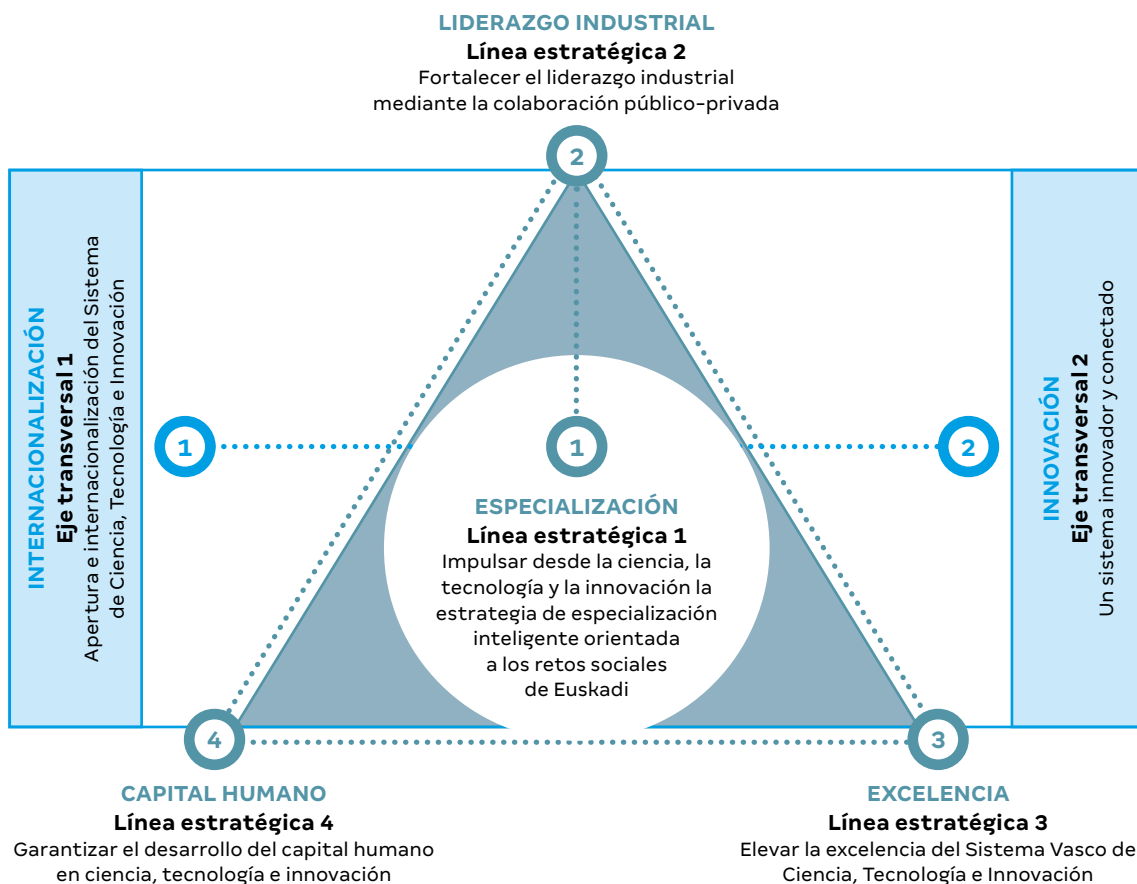 LIDERAZGO INDUSTRIAL
Línea estratégica 2
Fortalecer el liderazgo industrial
mediante la colaboración público-privada
2
INTERNACIONALIZACIÓN
Eje transversal 1
Apertura e internacionalización del Sistema
de Ciencia, Tecnología e Innovación
1
1
2
INNOVACIÓN
Eje transversal 2
Un sistema innovador y conectado
ESPECIALIZACIÓN
Línea estratégica 1
Impulsar desde la ciencia, la
tecnología y la innovación la
estrategia de especialización
inteligente orientada
a los retos sociales
de Euskadi
4
3
CAPITAL HUMANO
Línea estratégica 4
Garantizar el desarrollo del capital humano
en ciencia, tecnología e innovación
EXCELENCIA
Línea estratégica 3
Elevar la excelencia del Sistema Vasco de
Ciencia, Tecnología e Innovación